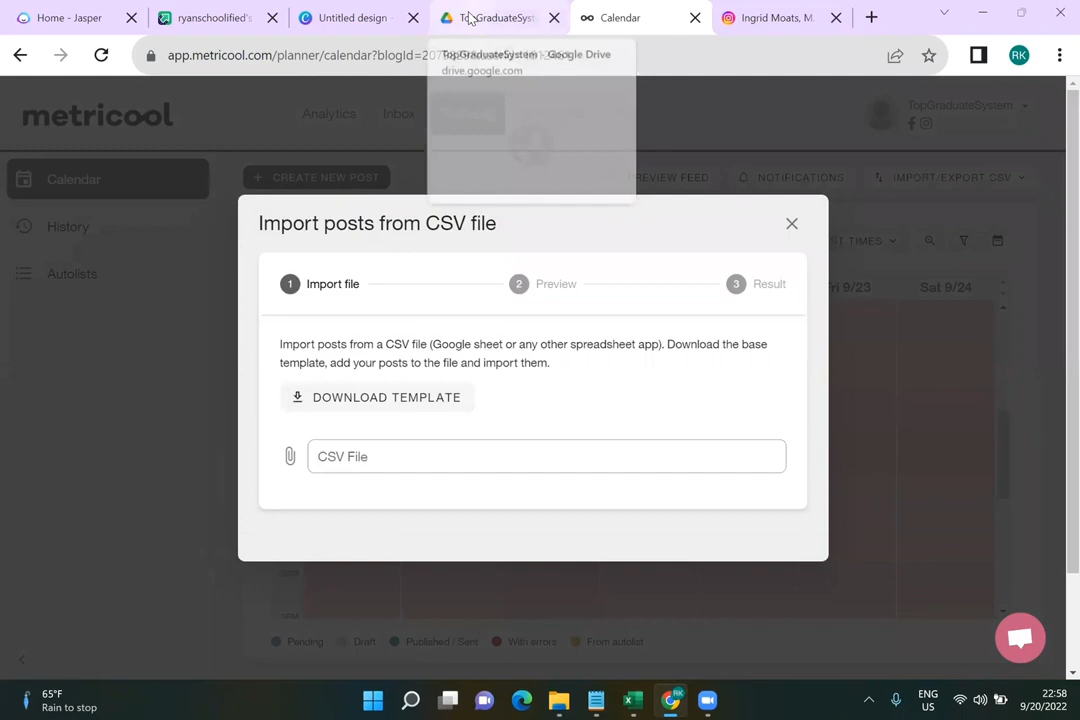 Home - Jasper
ryanschoolified's
Untitled design -
TopGraduateSyst
Calendar
Ingrid Moats, M.
app.metricool.com/planner/calendar?blogId=
TopGraduateSystem - Google Drive
drive.google.com
RK
metricool
Analytics
Inbox
TopGraduateSystem
Calendar
CREATE NEW POST
PREVIEW FEED
NOTIFICATIONS
IMPORT/EXPORT CSV
History
Autolists
ST TIMES
Fri 9/23
Sat 9/24
Import posts from CSV file
1 Import file
2 Preview
3 Result
Import posts from a CSV file (Google sheet or any other spreadsheet app). Download the base
template, add your posts to the file and import them.
DOWNLOAD TEMPLATE
CSV File
Pending
Draft
Published / Sent
With errors
From autolist
65°F
Rain to stop
RK
ENG
US
22:58
9/20/2022